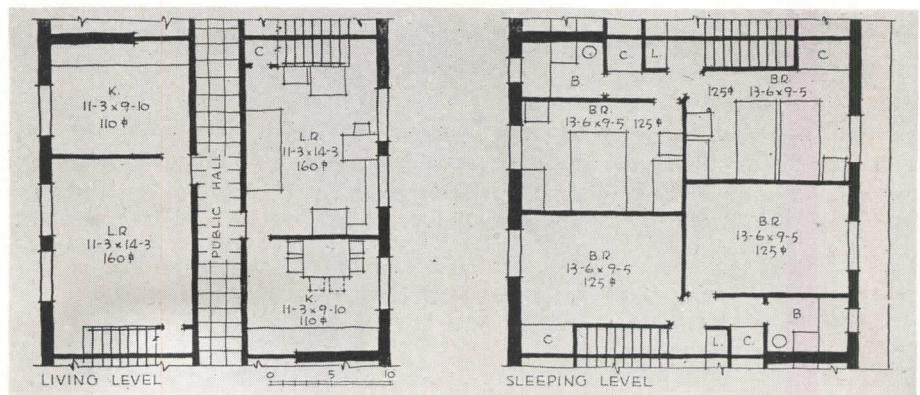 K.
11-3 x 9-10
110 ϕ
L.R.
11-3 x 14-3
160 ϕ
PUBLIC HALL
C
L.R.
11-3 x 14-3
160 ϕ
K.
11-3 x 9-10
110 ϕ
LIVING LEVEL
0 5 10
B.
C.
L.
C.
B.R.
13-6 x 9-5
125 ϕ
B.R.
13-6 x 9-5
125 ϕ
B.R.
13-6 x 9-5
125 ϕ
B.R.
13-6 x 9-5
125 ϕ
C
L.
C.
B.
SLEEPING LEVEL